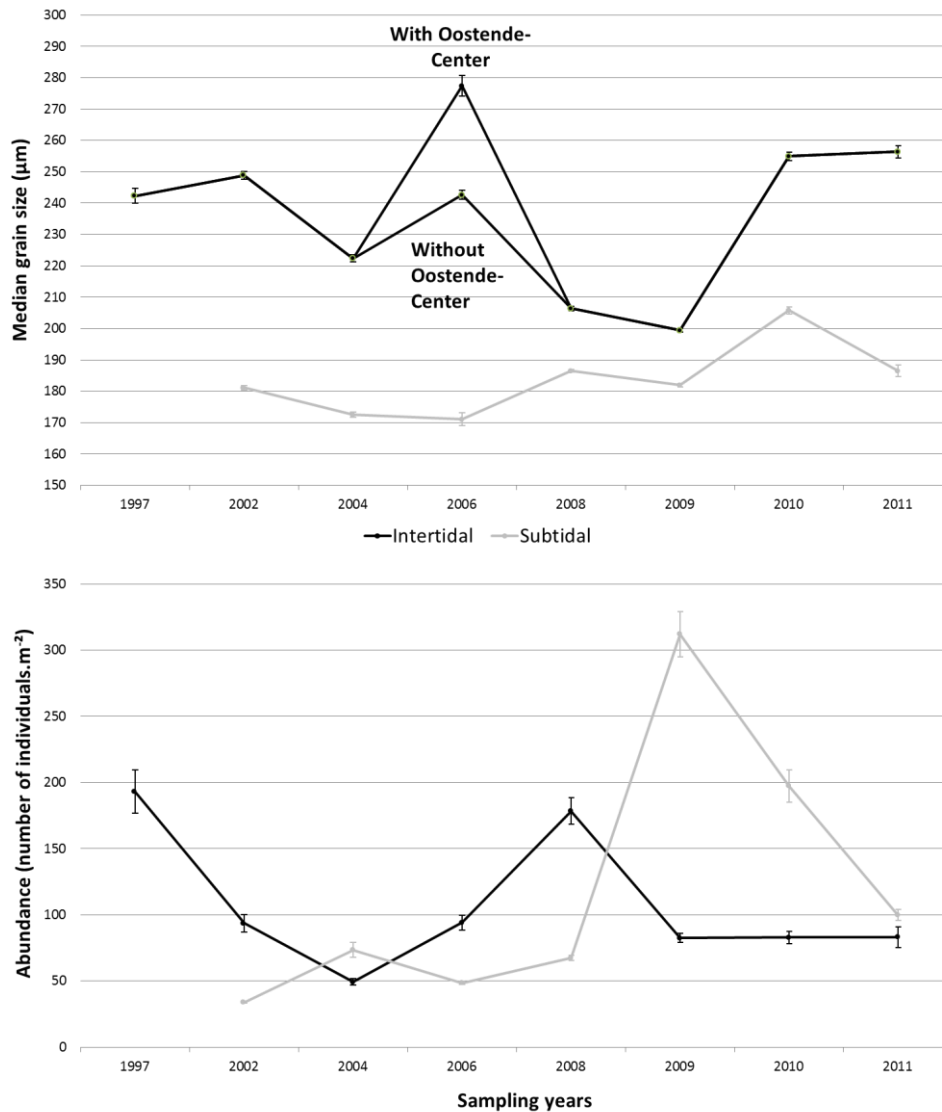 300
290
280
270
260
250
240
230
220
210
200
190
180
170
160
150
Median grain size (µm)
With Oostende-
Center
Without
Oostende-
Center
1997 2002 2004 2006 2008 2009 2010 2011
Intertidal Subtidal
350
300
250
200
150
100
50
0
Abundance (number of individuals.m⁻²)
1997 2002 2004 2006 2008 2009 2010 2011
Sampling years